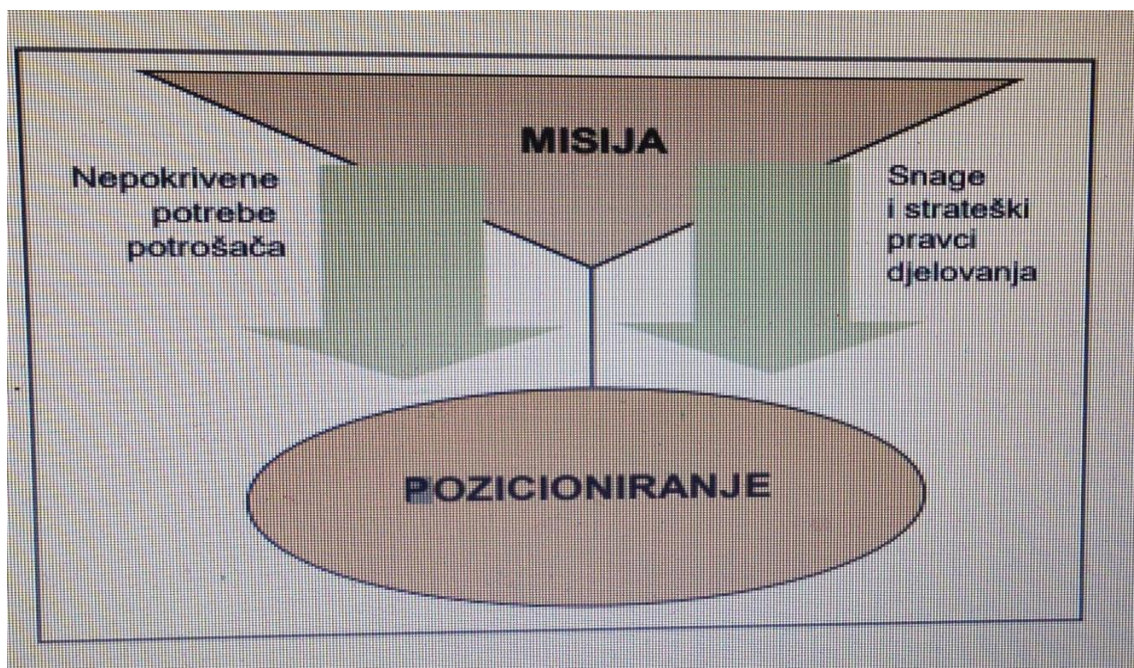 MISIJA
Nepokrivene
potrebe
potrošača
Snage
i strateški
pravci
djelovanja
POZICIONIRANJE